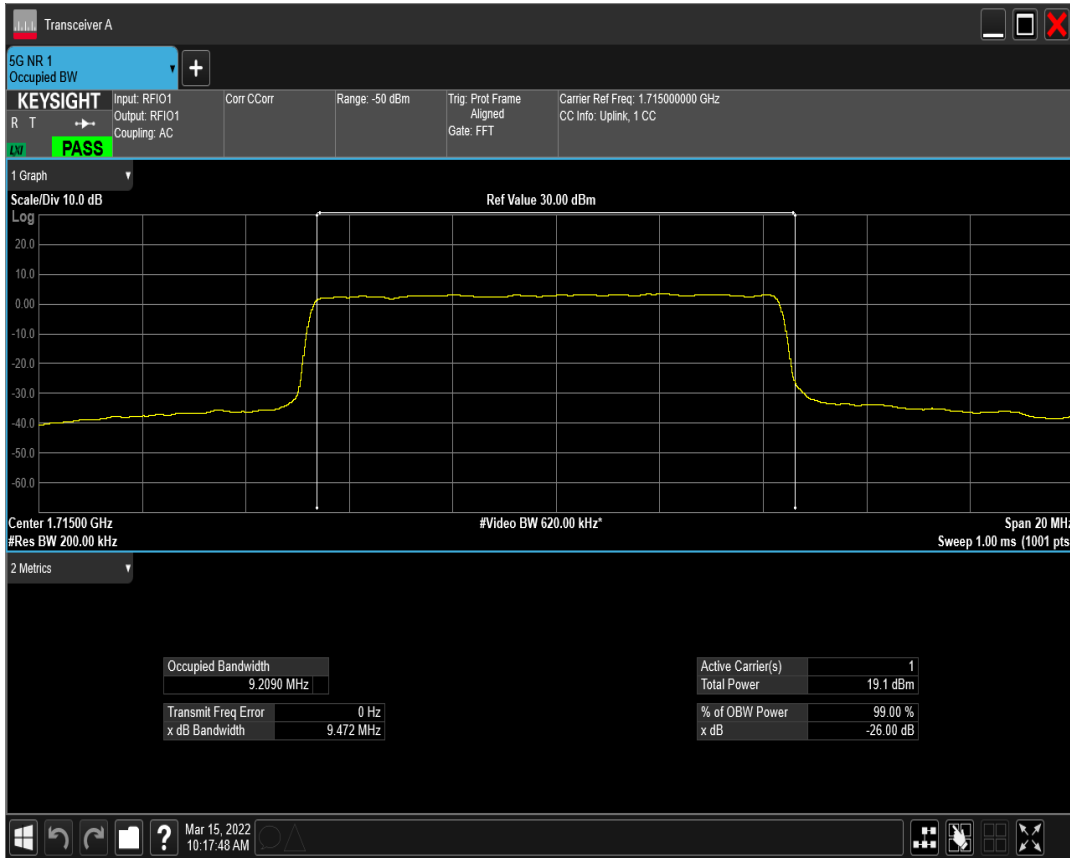 Transceiver A
5G NR 1
Occupied BW
KEYSIGHT
R T
LXI
PASS
Input: RFIO1
Output: RFIO1
Coupling: AC
Corr CCorr
Range: -50 dBm
Trig: Prot Frame
Aligned
Gate: FFT
Carrier Ref Freq: 1.715000000 GHz
CC Info: Uplink, 1 CC
1 Graph
Scale/Div 10.0 dB
Ref Value 30.00 dBm
Log
20.0
10.0
0.00
-10.0
-20.0
-30.0
-40.0
-50.0
-60.0
Center 1.71500 GHz
#Video BW 620.00 kHz*
Span 20 MHz
#Res BW 200.00 kHz
Sweep 1.00 ms (1001 pts
2 Metrics
Occupied Bandwidth
9.2090 MHz
Transmit Freq Error 0 Hz
x dB Bandwidth 9.472 MHz
Active Carrier(s) 1
Total Power 19.1 dBm
% of OBW Power 99.00 %
x dB -26.00 dB
?
Mar 15, 2022
10:17:48 AM